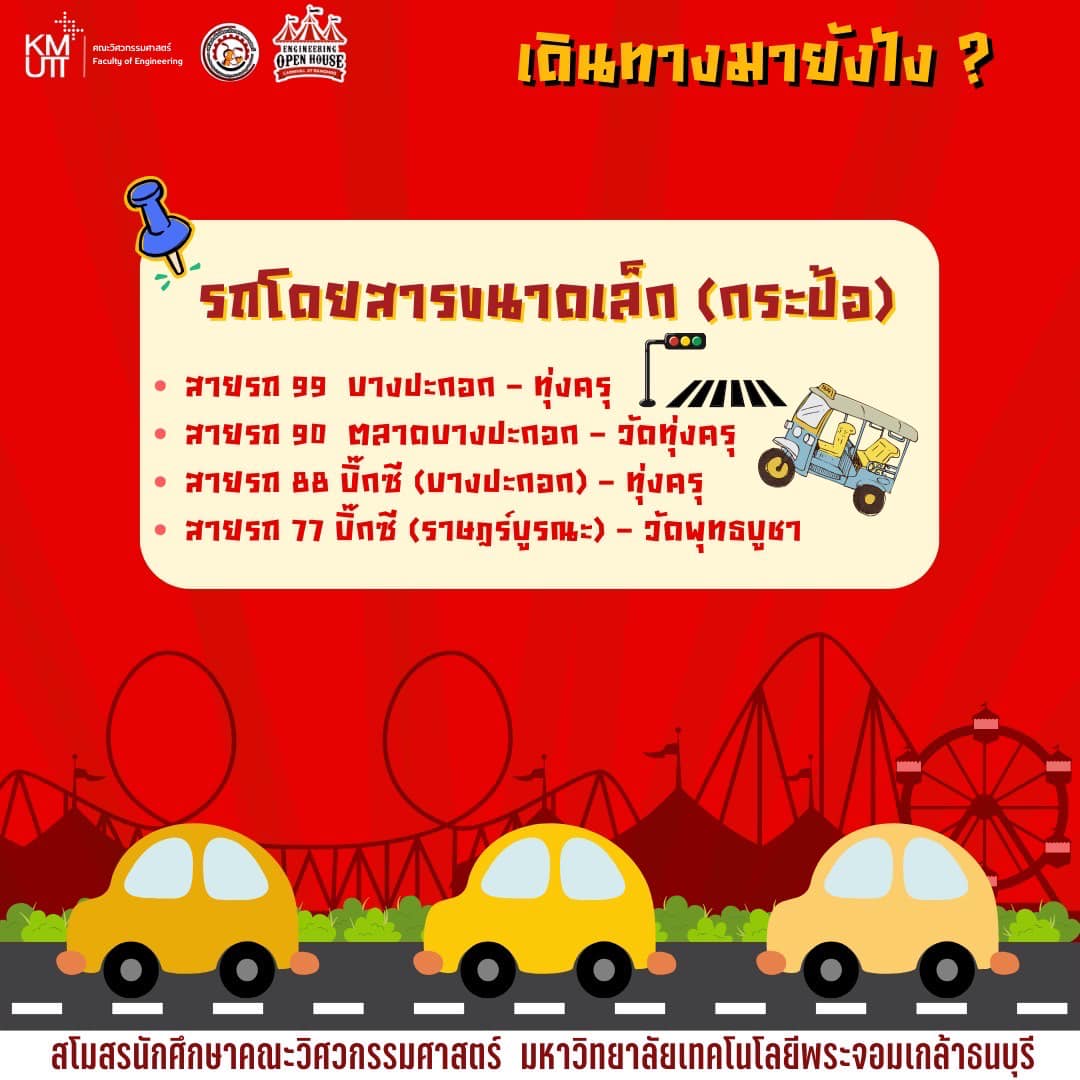 KMUTT
คณะวิศวกรรมศาสตร์
Faculty of Engineering
ENGINEERING
OPEN HOUSE
CARNIVAL AT BANGMOD
เดินทางมายังไง ?
รถโดยสารขนาดเล็ก (กระป้อ)
• สายรถ 99 บางปะกอก - ทุ่งครุ
• สายรถ 90 ตลาดบางปะกอก - วัดทุ่งครุ
• สายรถ 88 บิ๊กซี (บางปะกอก) - ทุ่งครุ
• สายรถ 77 บิ๊กซี (ราษฎร์บูรณะ) - วัดพุทธบูชา
สโมสรนักศึกษาคณะวิศวกรรมศาสตร์ มหาวิทยาลัยเทคโนโลยีพระจอมเกล้าธนบุรี